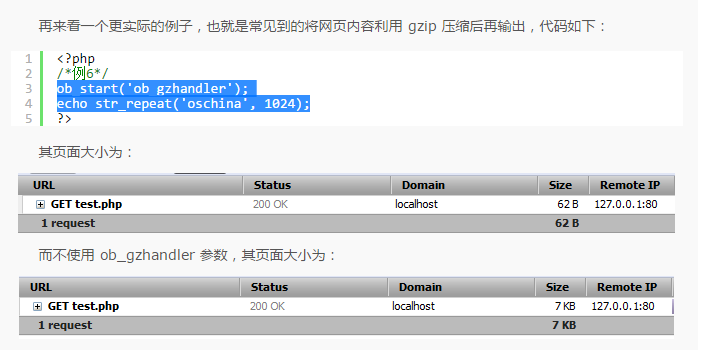 再来看一个更实际的例子，也就是常见到的将网页内容利用 gzip 压缩后再输出，代码如下：
1 <?php
2 /*例6*/
3 ob_start('ob_gzhandler');
4 echo str_repeat('oschina', 1024);
5 ?>
其页面大小为：
URL Status Domain Size Remote IP
GET test.php 200 OK localhost 62 B 127.0.0.1:80
1 request 62 B
而不使用 ob_gzhandler 参数，其页面大小为：
URL Status Domain Size Remote IP
GET test.php 200 OK localhost 7 KB 127.0.0.1:80
1 request 7 KB